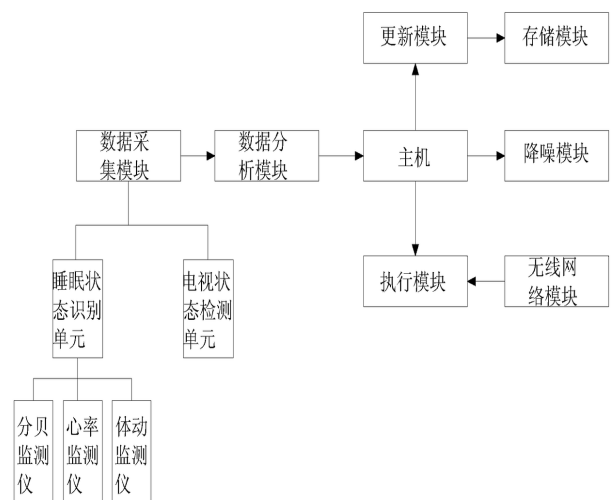 更新模块
存储模块
数据采
集模块
数据分
析模块
主机
降噪模块
睡眠状
态识别
单元
电视状
态检测
单元
执行模块
无线网
络模块
分贝
监测
仪
心率
监测
仪
体动
监测
仪